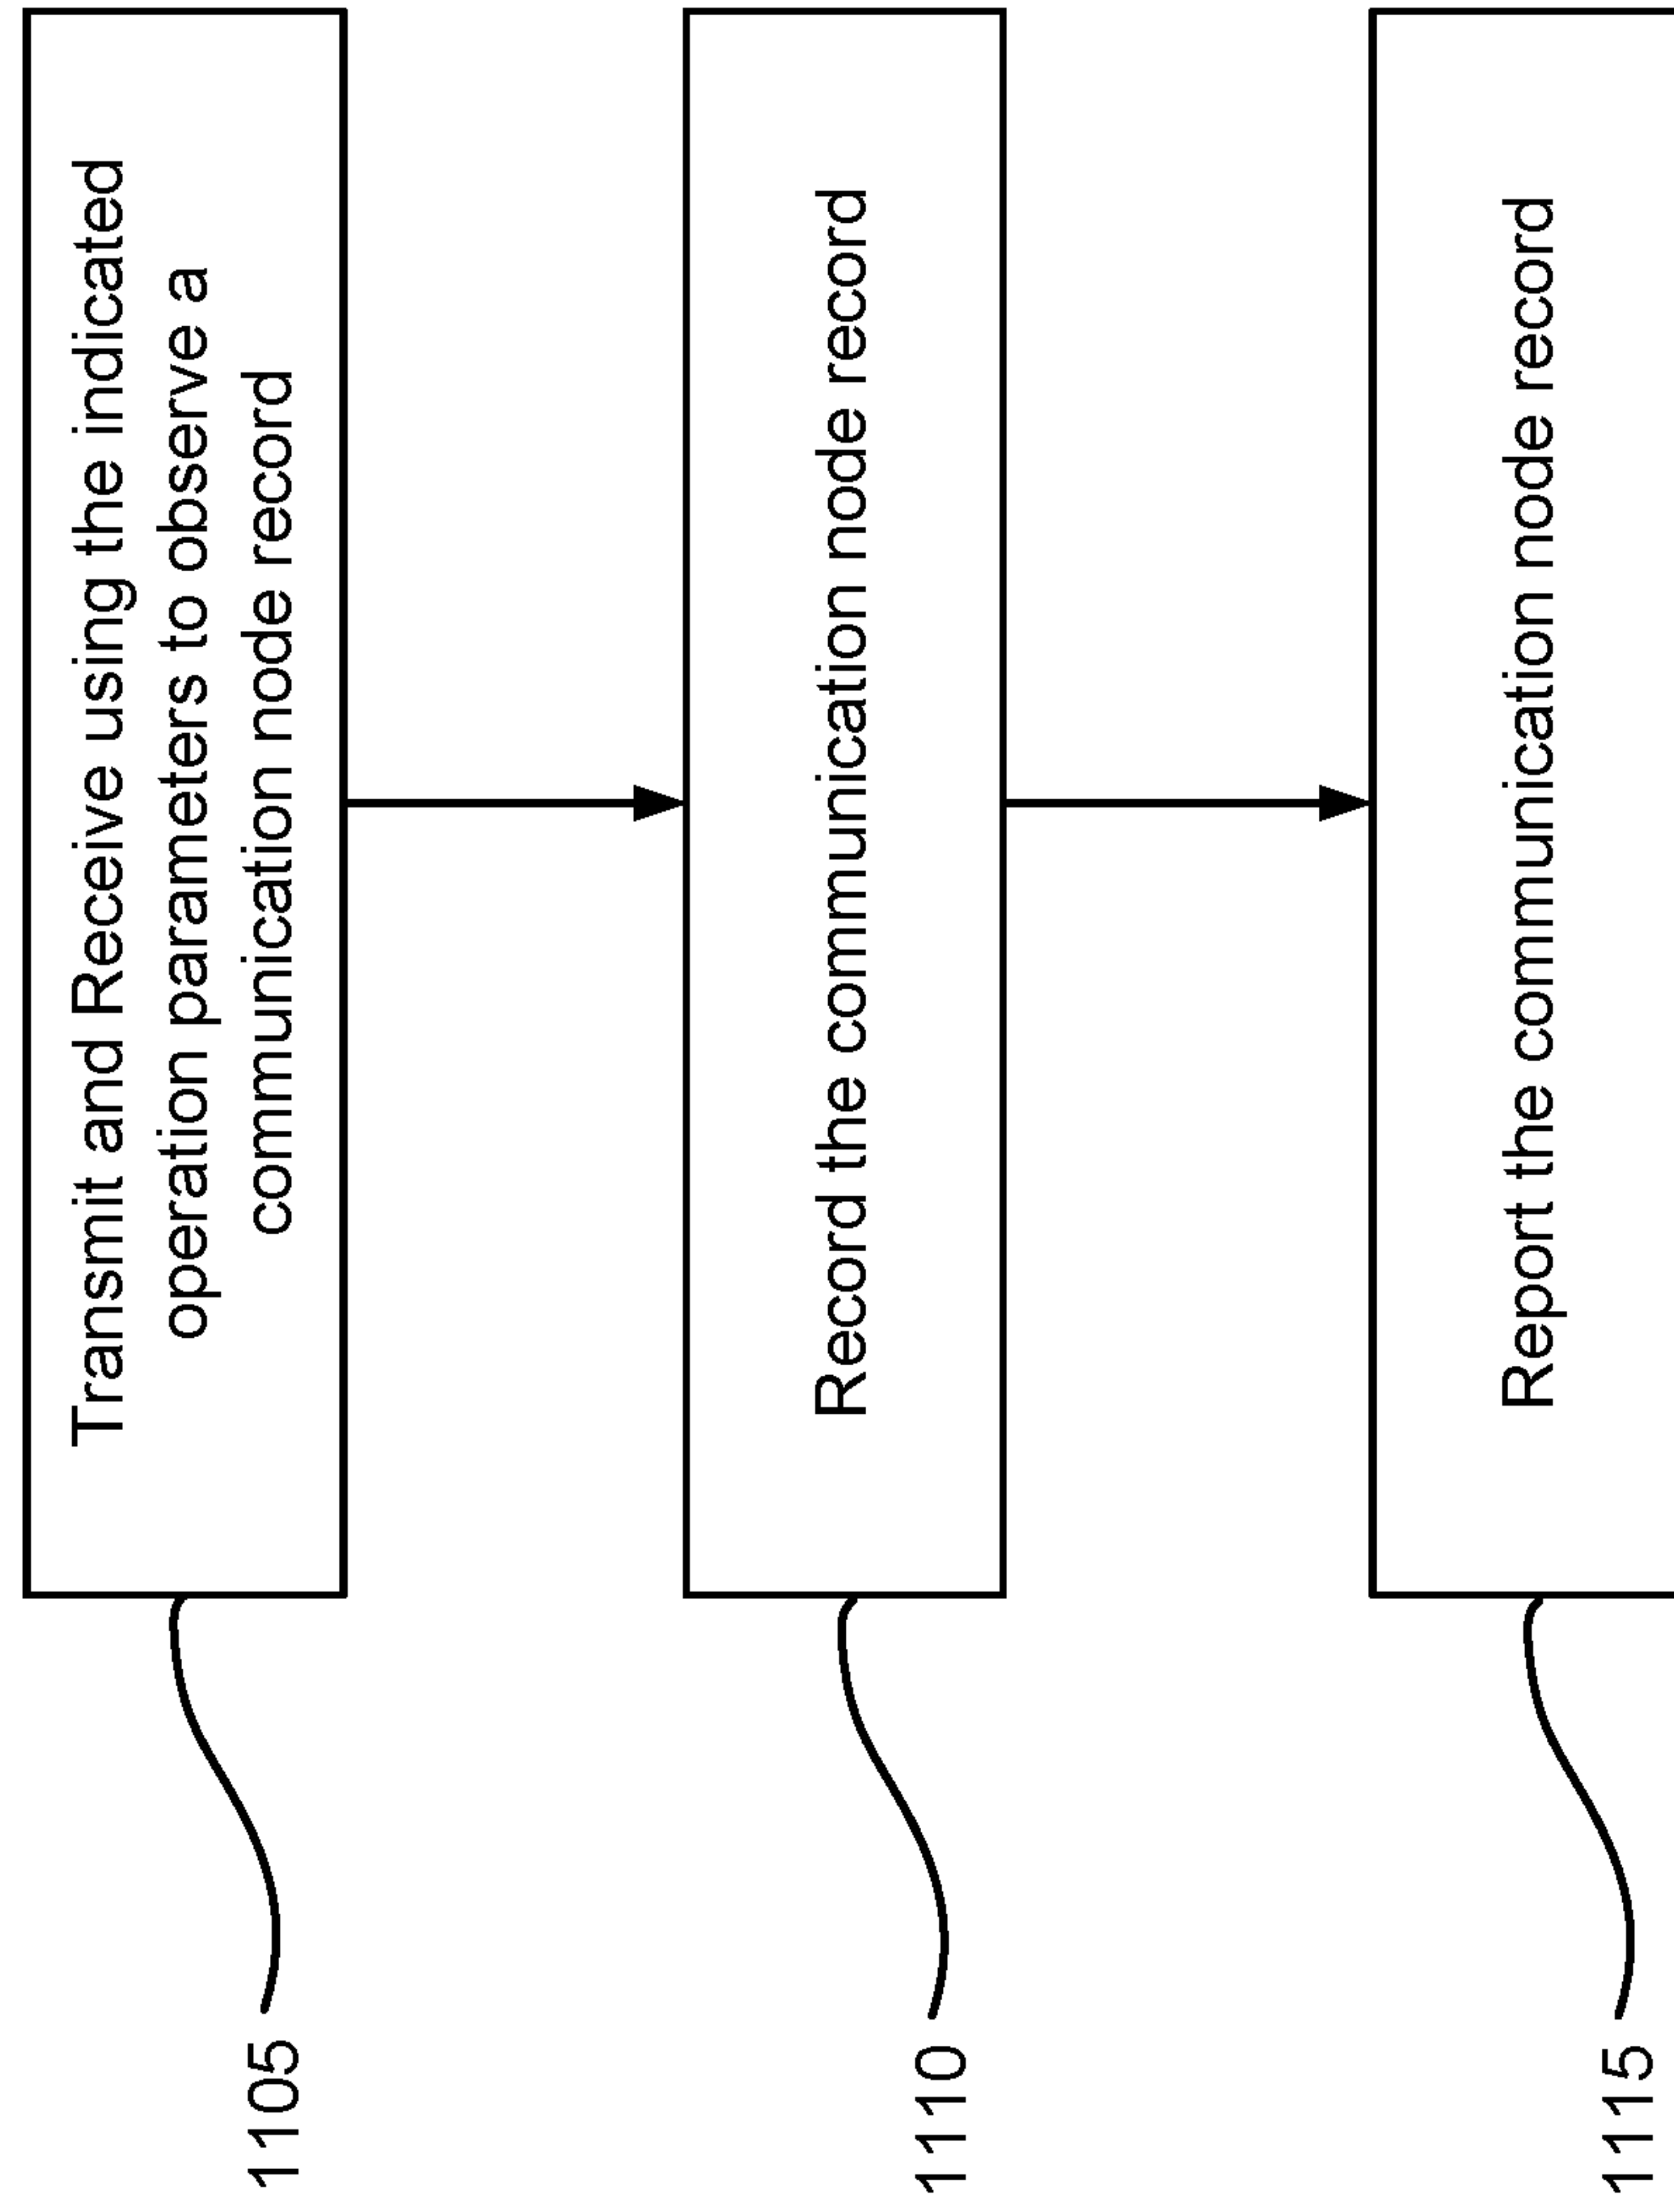 1105
Transmit and Receive using the indicated
operation parameters to observe a
communication node record
1110
Record the communication node record
1115
Report the communication node record